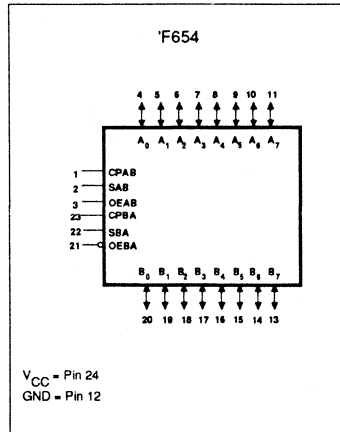 'F654
4 5 6 7 8 9 10 11
A0 A1 A2 A3 A4 A5 A6 A7
1 CPAB
2 SAB
3 OEAB
23 CPBA
22 SBA
21 OEBA
B0 B1 B2 B3 B4 B5 B6 B7
20 19 18 17 16 15 14 13
VCC = Pin 24
GND = Pin 12